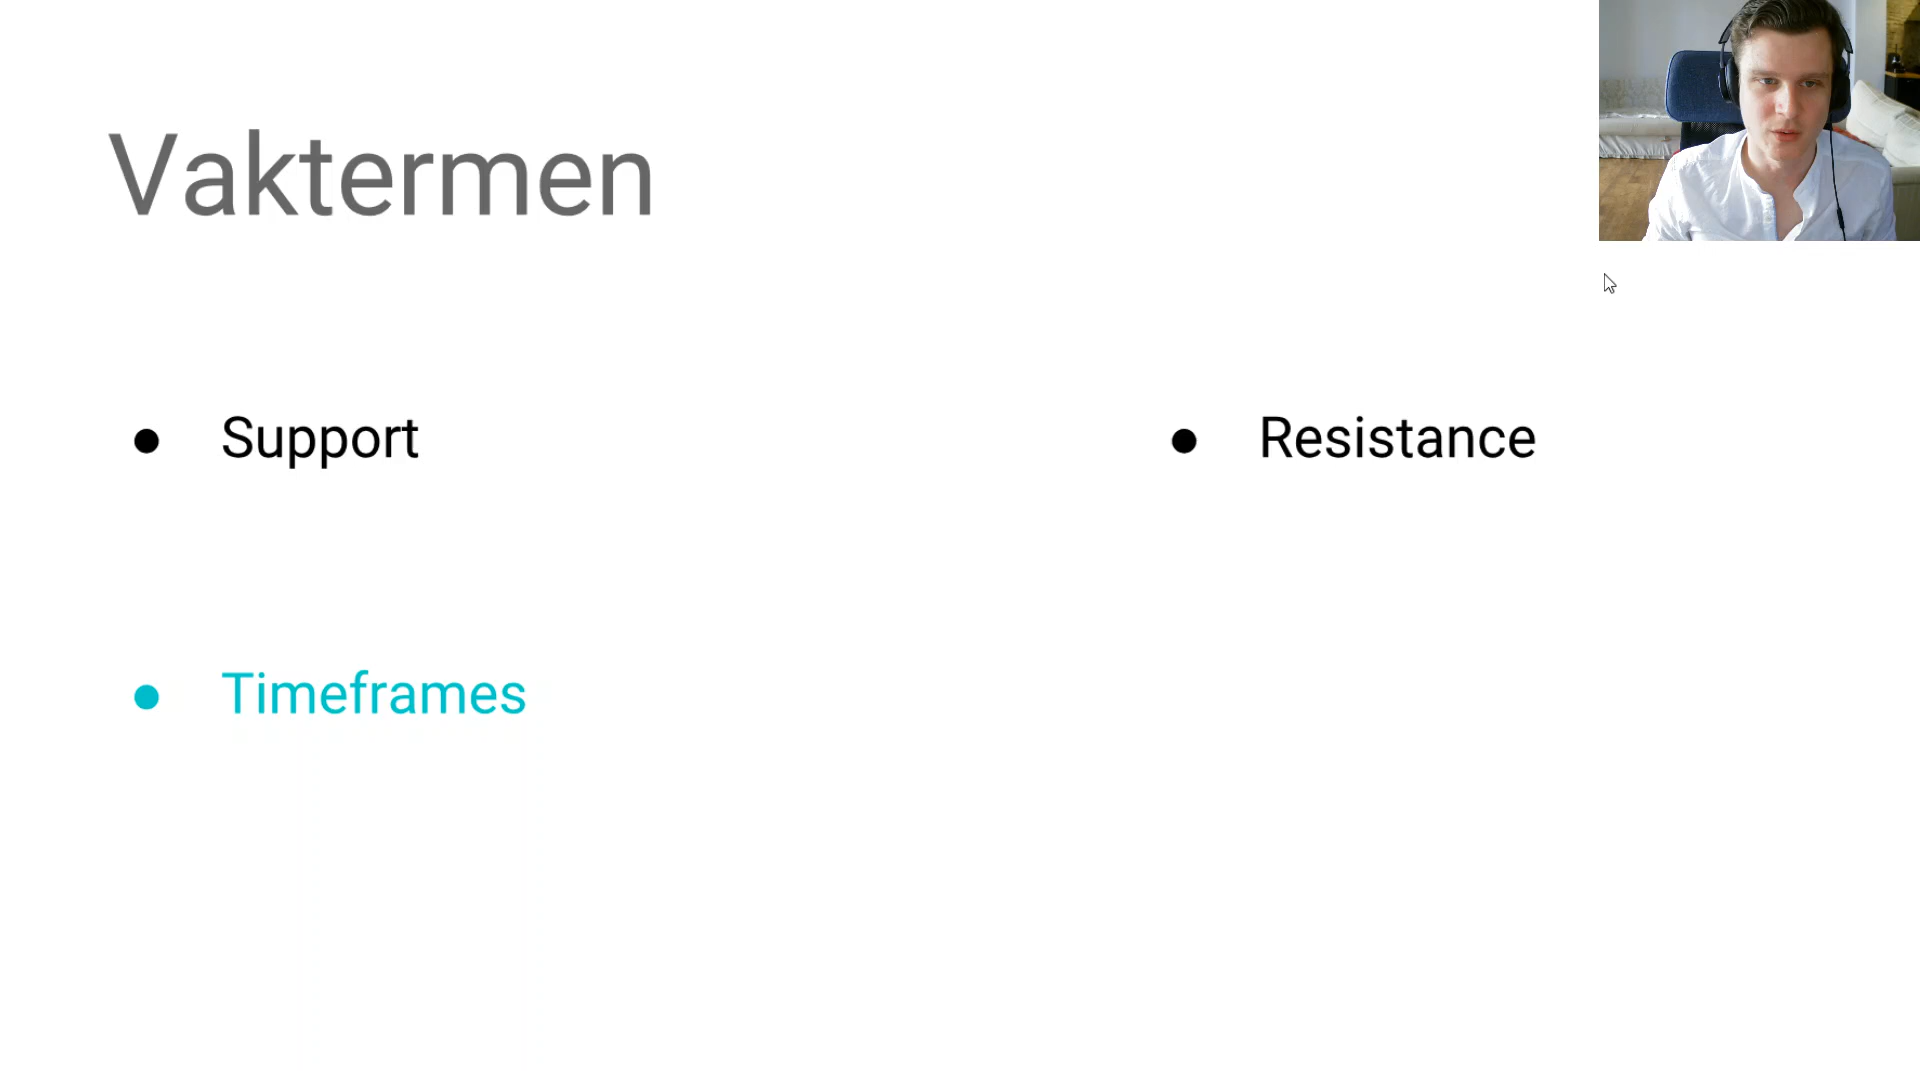 Vaktermen
● Support
● Resistance
● Timeframes